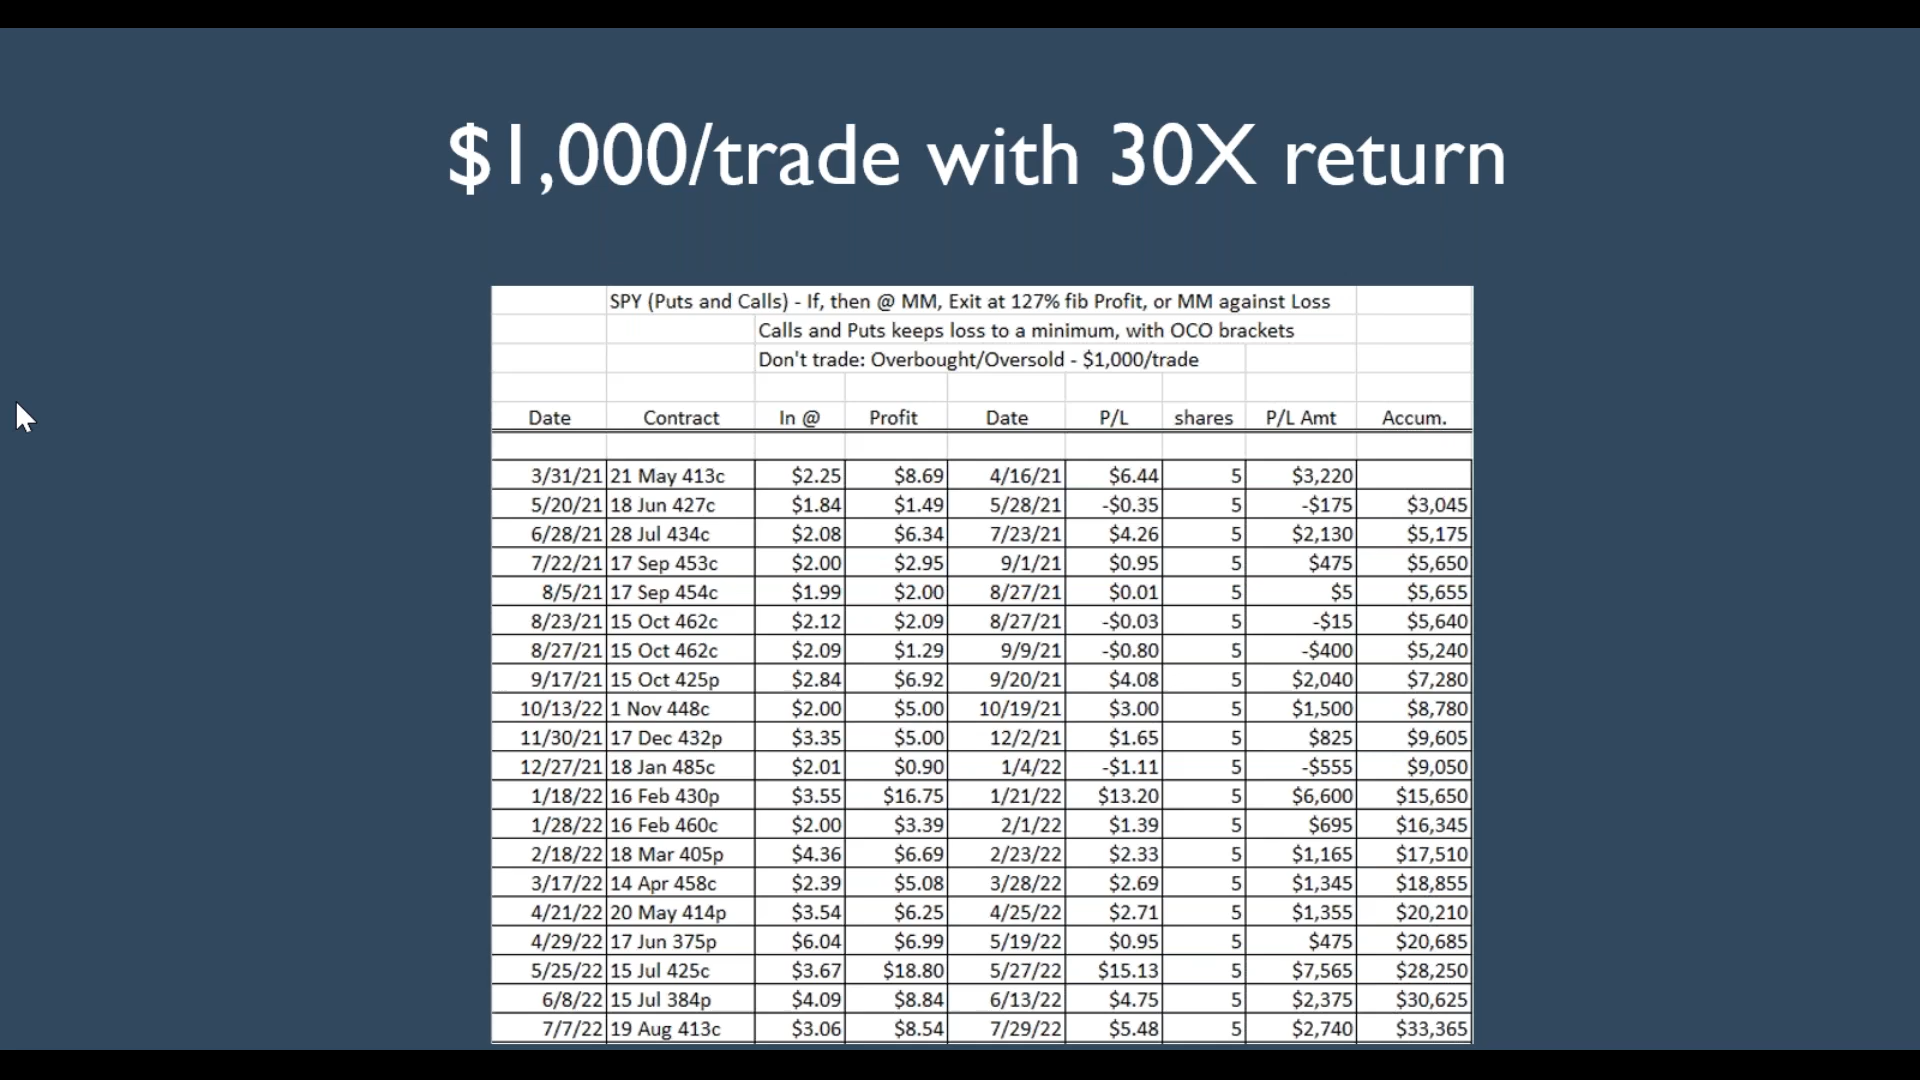 $1,000/trade with 30X return
SPY (Puts and Calls) - If, then @ MM, Exit at 127% fib Profit, or MM against Loss
Calls and Puts keeps loss to a minimum, with OCO brackets
Don't trade: Overbought/Oversold - $1,000/trade
Date Contract In @ Profit Date P/L shares P/L Amt Accum.
3/31/21 21 May 413c $2.25 $8.69 4/16/21 $6.44 5 $3,220
5/20/21 18 Jun 427c $1.84 $1.49 5/28/21 -$0.35 5 -$175 $3,045
6/28/21 28 Jul 434c $2.08 $6.34 7/23/21 $4.26 5 $2,130 $5,175
7/22/21 17 Sep 453c $2.00 $2.95 9/1/21 $0.95 5 $475 $5,650
8/5/21 17 Sep 454c $1.99 $2.00 8/27/21 $0.01 5 $5 $5,655
8/23/21 15 Oct 462c $2.12 $2.09 8/27/21 -$0.03 5 -$15 $5,640
8/27/21 15 Oct 462c $2.09 $1.29 9/9/21 -$0.80 5 -$400 $5,240
9/17/21 15 Oct 425p $2.84 $6.92 9/20/21 $4.08 5 $2,040 $7,280
10/13/22 1 Nov 448c $2.00 $5.00 10/19/21 $3.00 5 $1,500 $8,780
11/30/21 17 Dec 432p $3.35 $5.00 12/2/21 $1.65 5 $825 $9,605
12/27/21 18 Jan 485c $2.01 $0.90 1/4/22 -$1.11 5 -$555 $9,050
1/18/22 16 Feb 430p $3.55 $16.75 1/21/22 $13.20 5 $6,600 $15,650
1/28/22 16 Feb 460c $2.00 $3.39 2/1/22 $1.39 5 $695 $16,345
2/18/22 18 Mar 405p $4.36 $6.69 2/23/22 $2.33 5 $1,165 $17,510
3/17/22 14 Apr 458c $2.39 $5.08 3/28/22 $2.69 5 $1,345 $18,855
4/21/22 20 May 414p $3.54 $6.25 4/25/22 $2.71 5 $1,355 $20,210
4/29/22 17 Jun 375p $6.04 $6.99 5/19/22 $0.95 5 $475 $20,685
5/25/22 15 Jul 425c $3.67 $18.80 5/27/22 $15.13 5 $7,565 $28,250
6/8/22 15 Jul 384p $4.09 $8.84 6/13/22 $4.75 5 $2,375 $30,625
7/7/22 19 Aug 413c $3.06 $8.54 7/29/22 $5.48 5 $2,740 $33,365